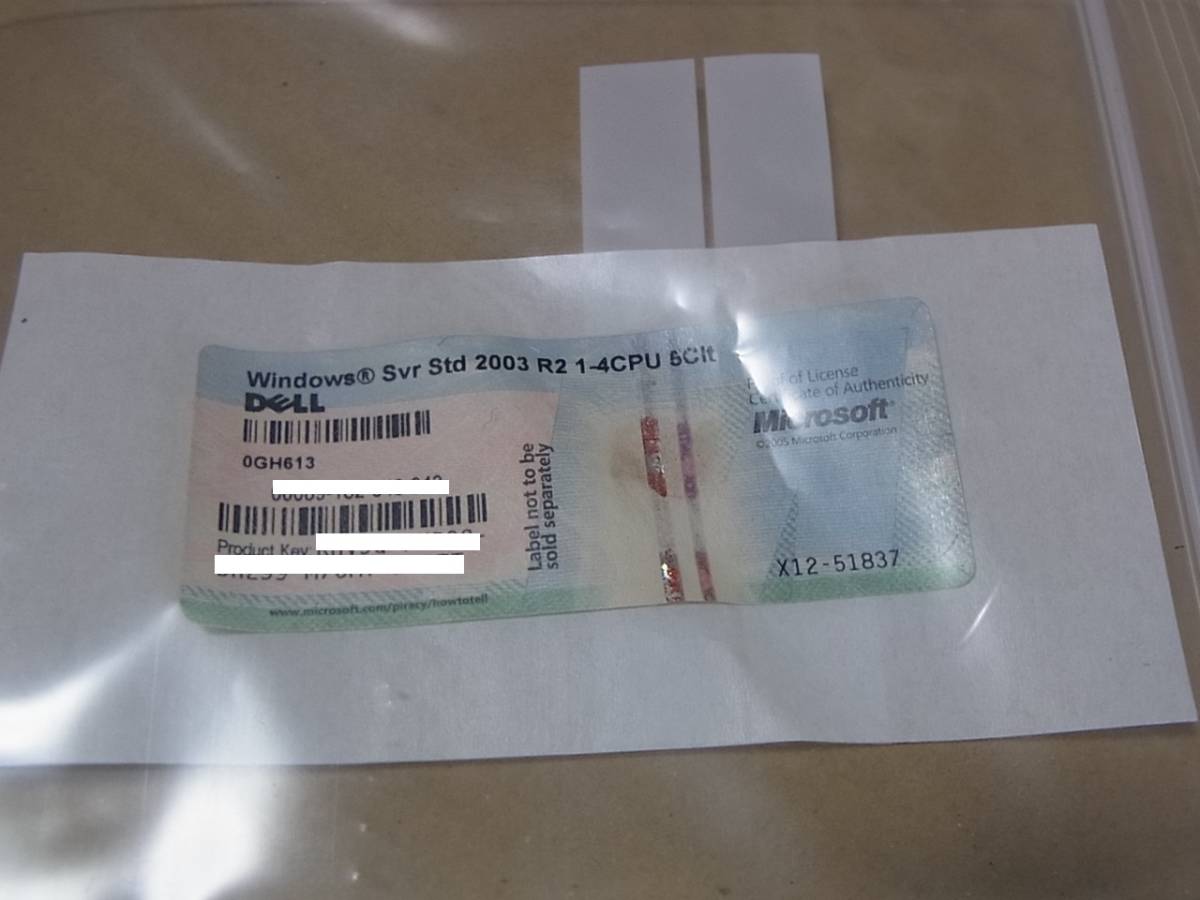 Windows® Svr Std 2003 R2 1-4CPU 5Clt
DELL
0GH613
Product Key:
www.microsoft.com/piracy/howtotell
Label not to be
sold separately
Proof of License
Certificate of Authenticity
Microsoft®
©2005 Microsoft Corporation
X12-51837